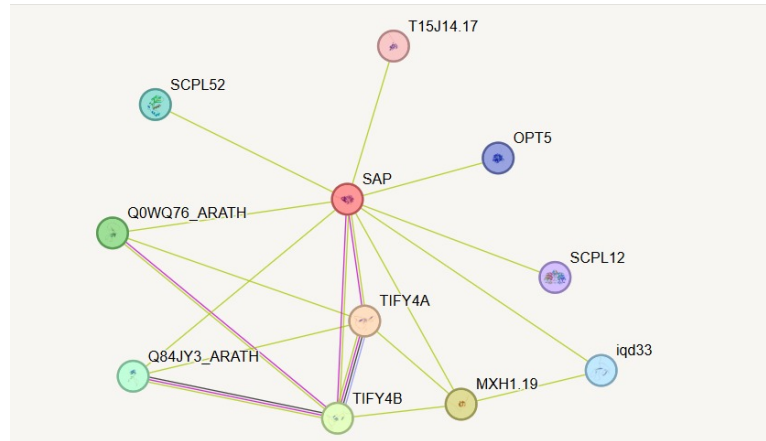 T15J14.17
SCPL52
OPT5
SAP
Q0WQ76_ARATH
SCPL12
TIFY4A
iqd33
Q84JY3_ARATH
MXH1.19
TIFY4B